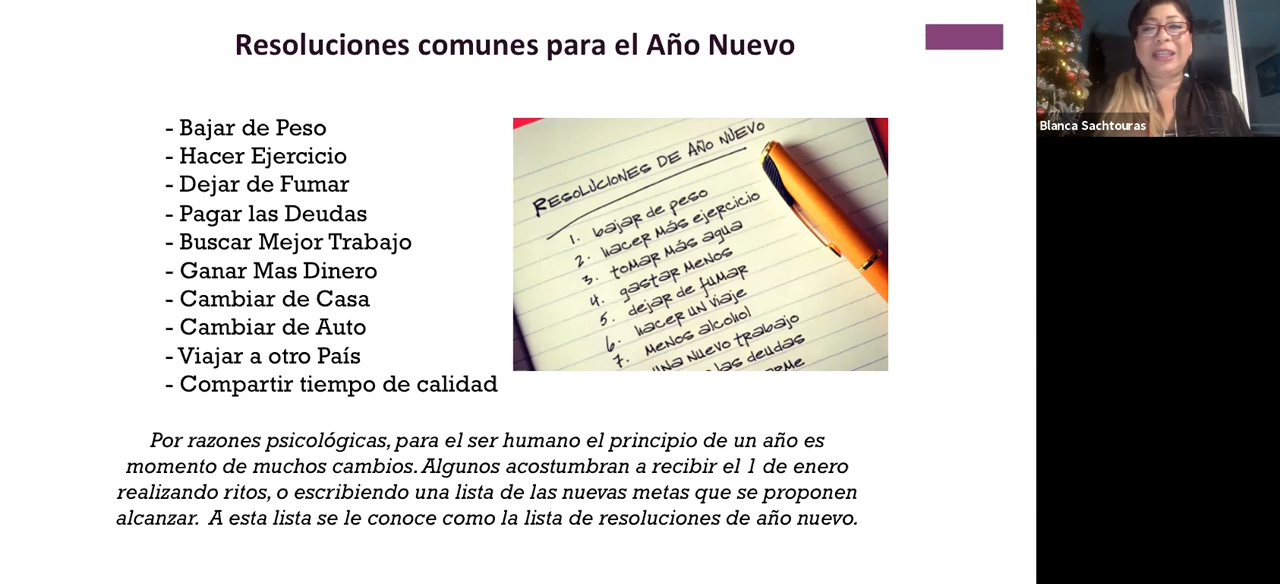 Resoluciones comunes para el Año Nuevo
- Bajar de Peso
- Hacer Ejercicio
- Dejar de Fumar
- Pagar las Deudas
- Buscar Mejor Trabajo
- Ganar Mas Dinero
- Cambiar de Casa
- Cambiar de Auto
- Viajar a otro País
- Compartir tiempo de calidad
RESOLUCIONES DE AÑO NUEVO
1. bajar de peso
2. hacer más ejercicio
3. tomar más agua
4. gastar menos
5. dejar de fumar
6. hacer un viaje
7. menos alcohol
nuevo trabajo
las deudas
Por razones psicológicas, para el ser humano el principio de un año es
momento de muchos cambios. Algunos acostumbran a recibir el 1 de enero
realizando ritos, o escribiendo una lista de las nuevas metas que se proponen
alcanzar. A esta lista se le conoce como la lista de resoluciones de año nuevo.
Blanca Sachtouras